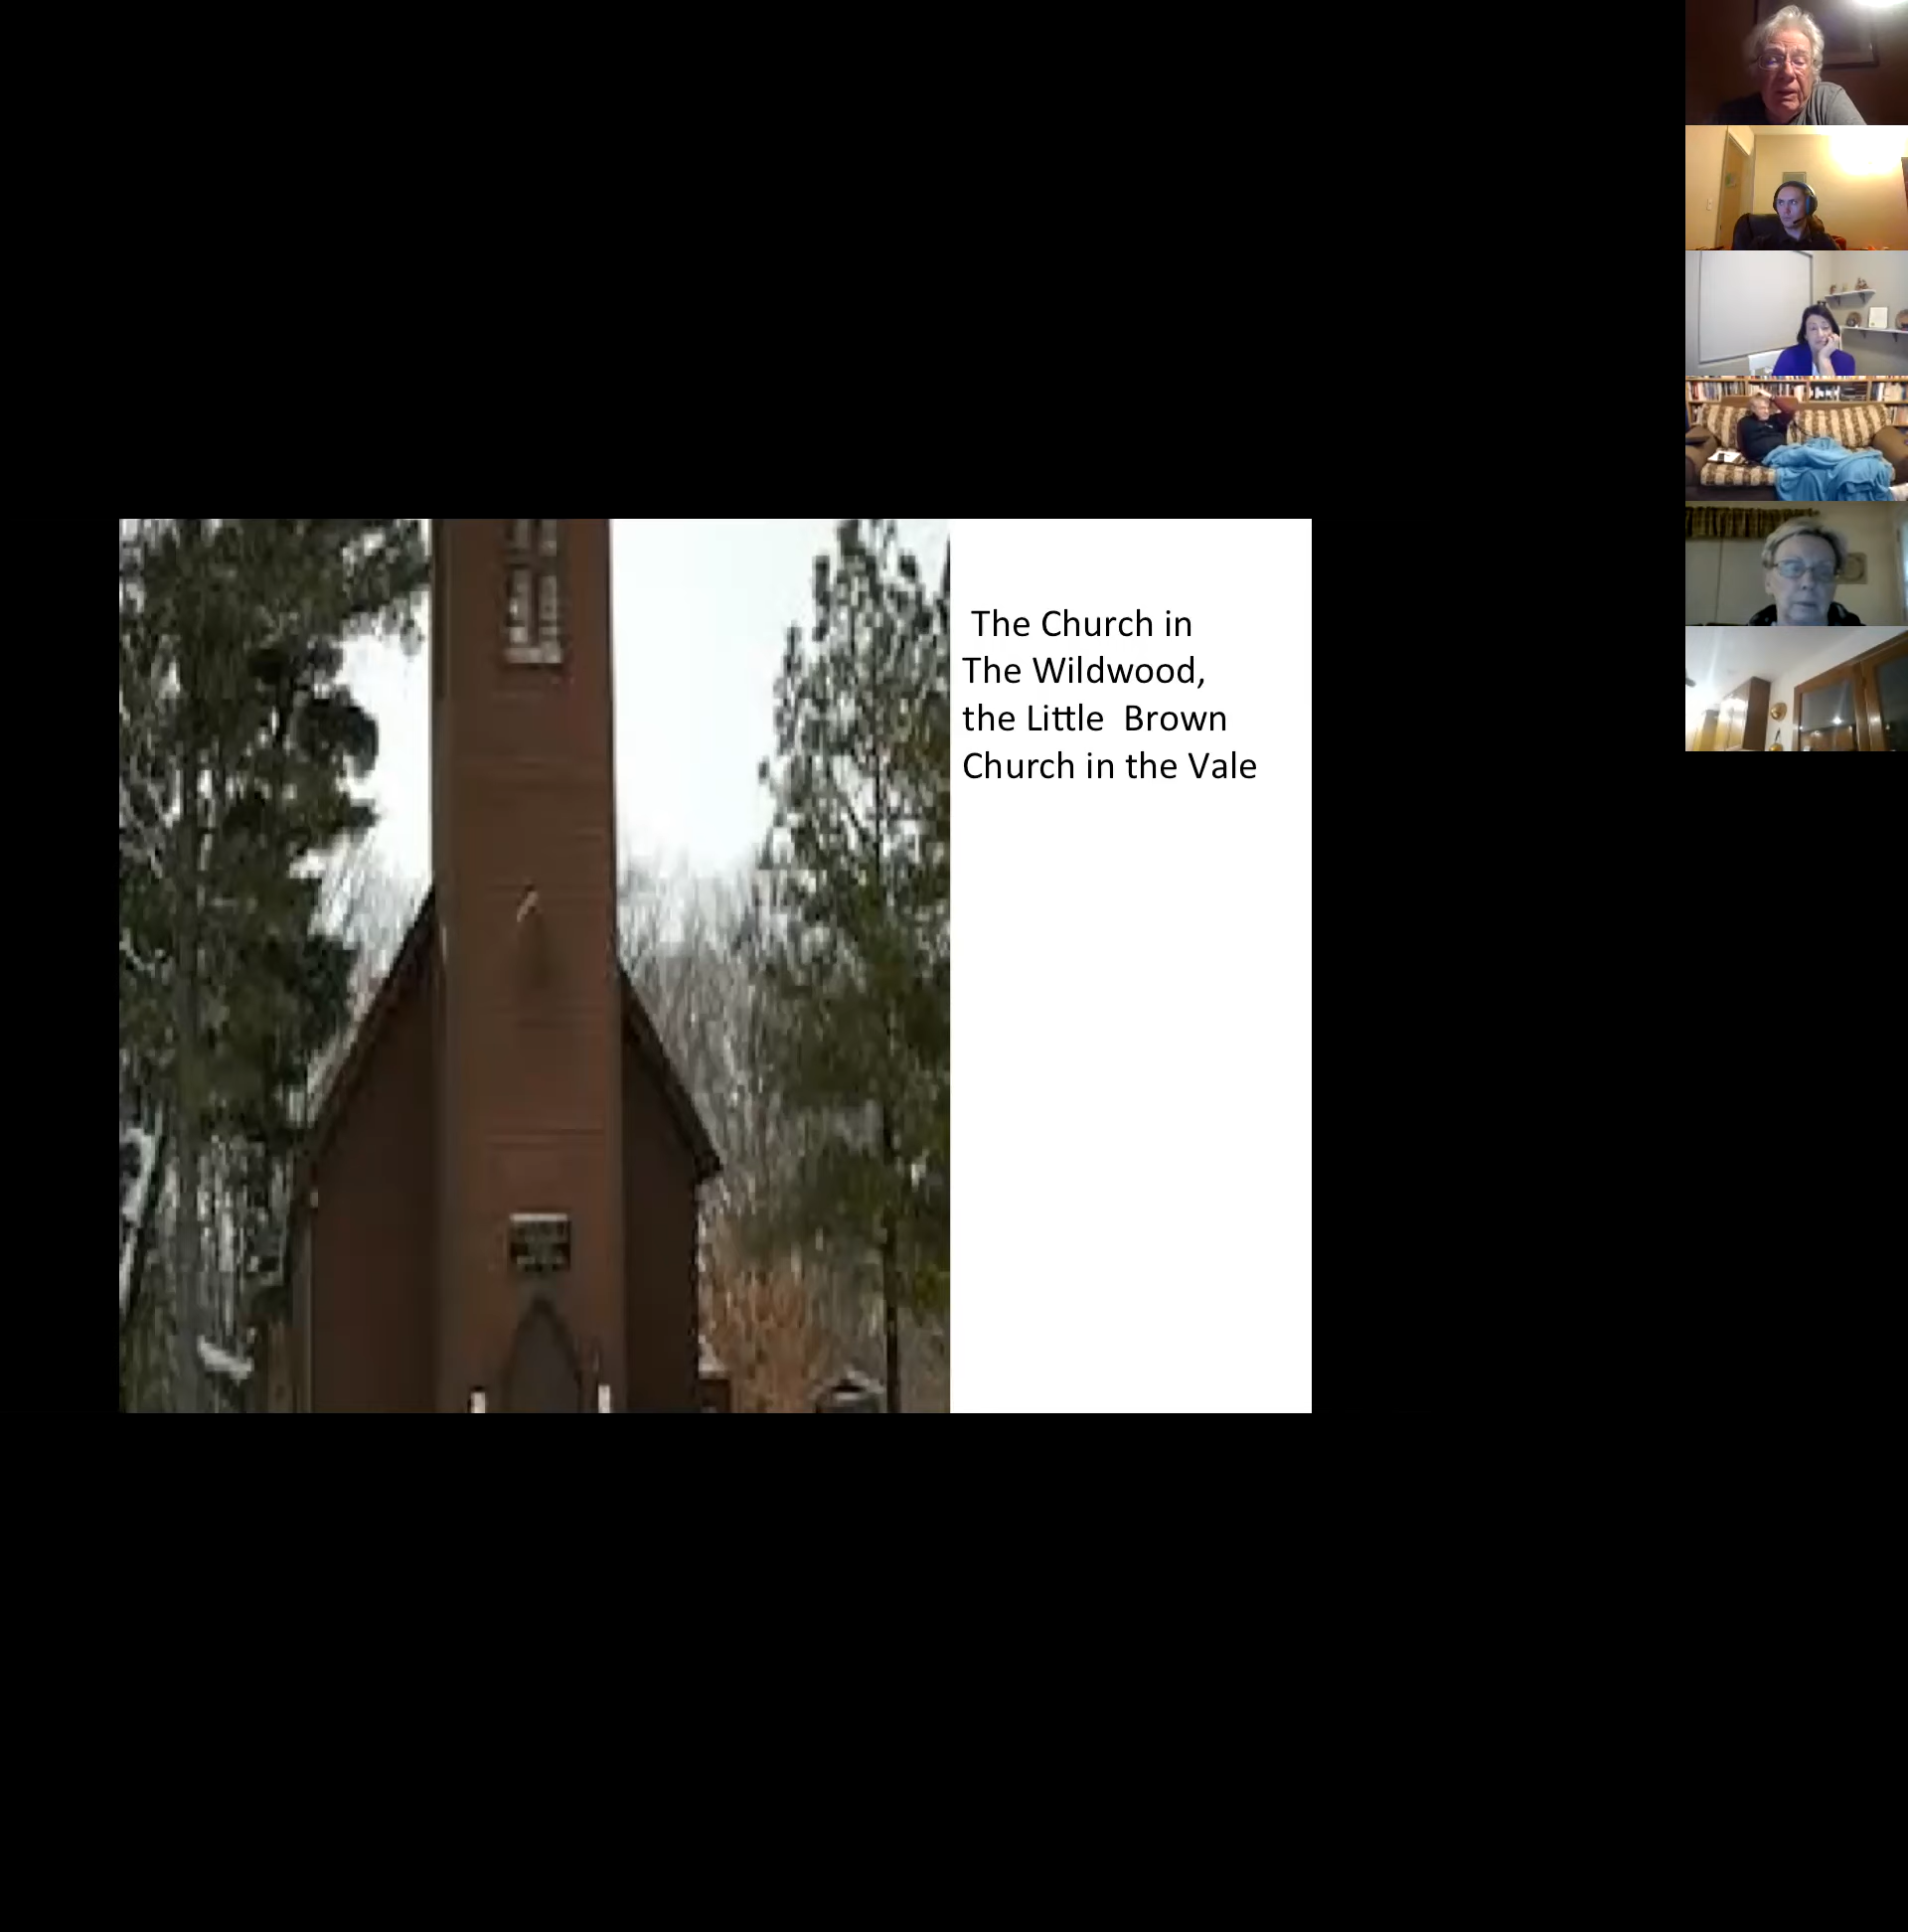 The Church in
The Wildwood,
the Little  Brown
Church in the Vale